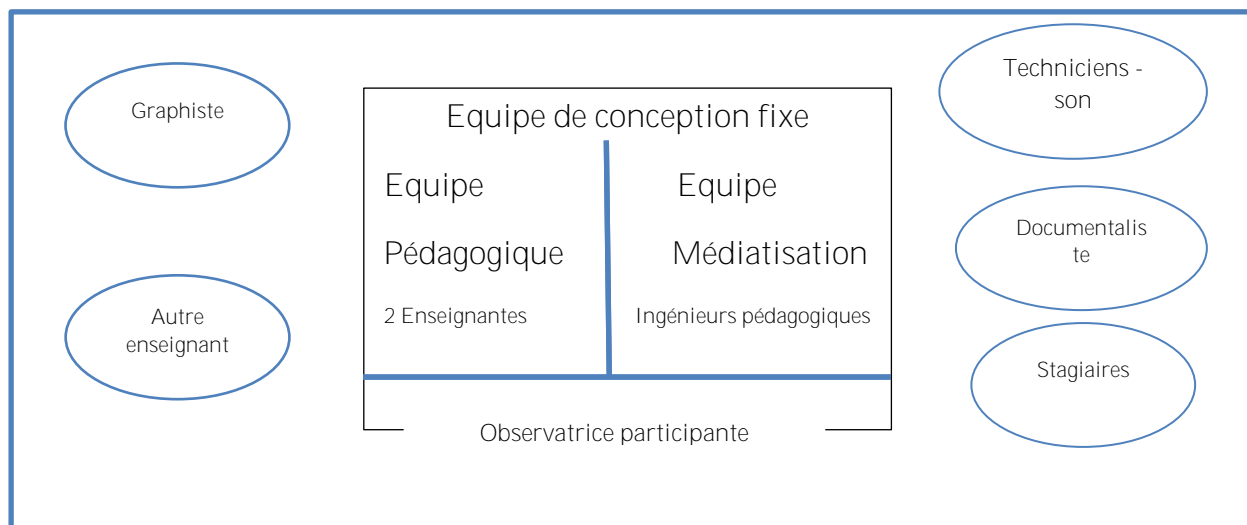 Graphiste
Autre
enseignant
Equipe de conception fixe
Equipe
Pédagogique
2 Enseignantes
Equipe
Médiatisation
Ingénieurs pédagogiques
Observatrice participante
Techniciens -
son
Documentalis
te
Stagiaires